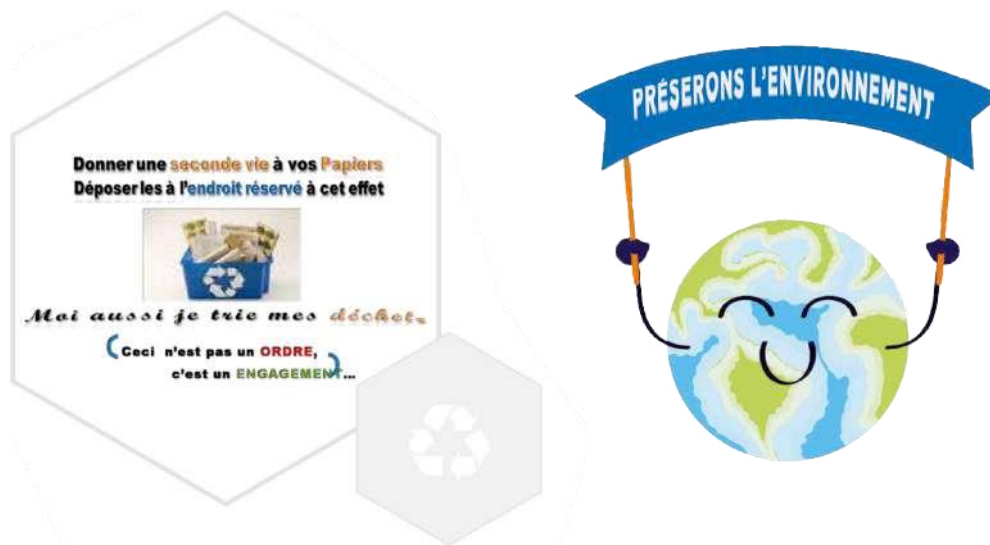 Donner une seconde vie à vos Papiers
Déposer les à l'endroit réservé à cet effet
Moi aussi je trie mes déchet.
Ceci n'est pas un ORDRE,
c'est un ENGAGEMENT...
PRÉSERONS L'ENVIRONNEMENT